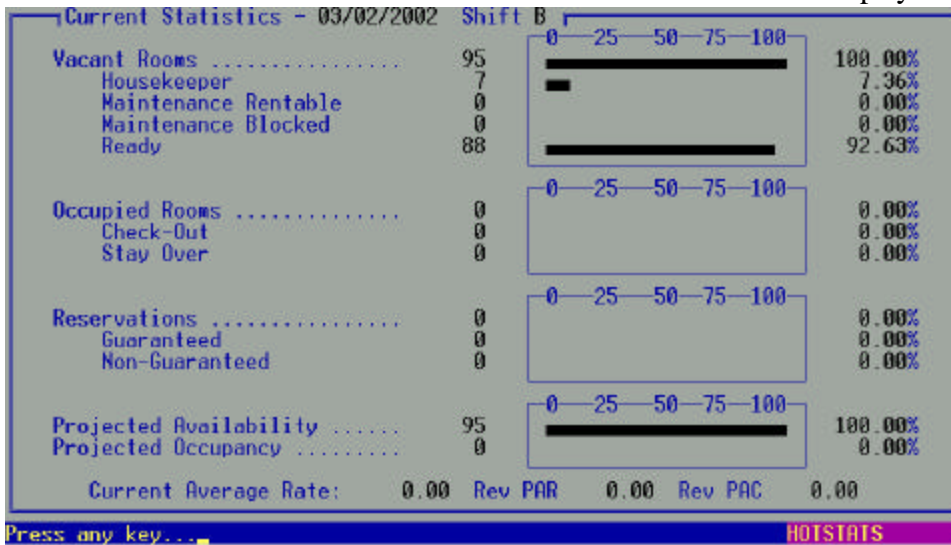 Current Statistics - 03/02/2002 Shift B
0 25 50 75 100
Vacant Rooms ................ 95 100.00%
Housekeeper 7 7.36%
Maintenance Rentable 0 0.00%
Maintenance Blocked 0 0.00%
Ready 88 92.63%
0 25 50 75 100
Occupied Rooms .............. 0 0.00%
Check-Out 0 0.00%
Stay Over 0 0.00%
0 25 50 75 100
Reservations ................ 0 0.00%
Guaranteed 0 0.00%
Non-Guaranteed 0 0.00%
0 25 50 75 100
Projected Availability ...... 95 100.00%
Projected Occupancy ......... 0 0.00%
Current Average Rate: 0.00 Rev PAR 0.00 Rev PAC 0.00
Press any key..._ HOTSTATS